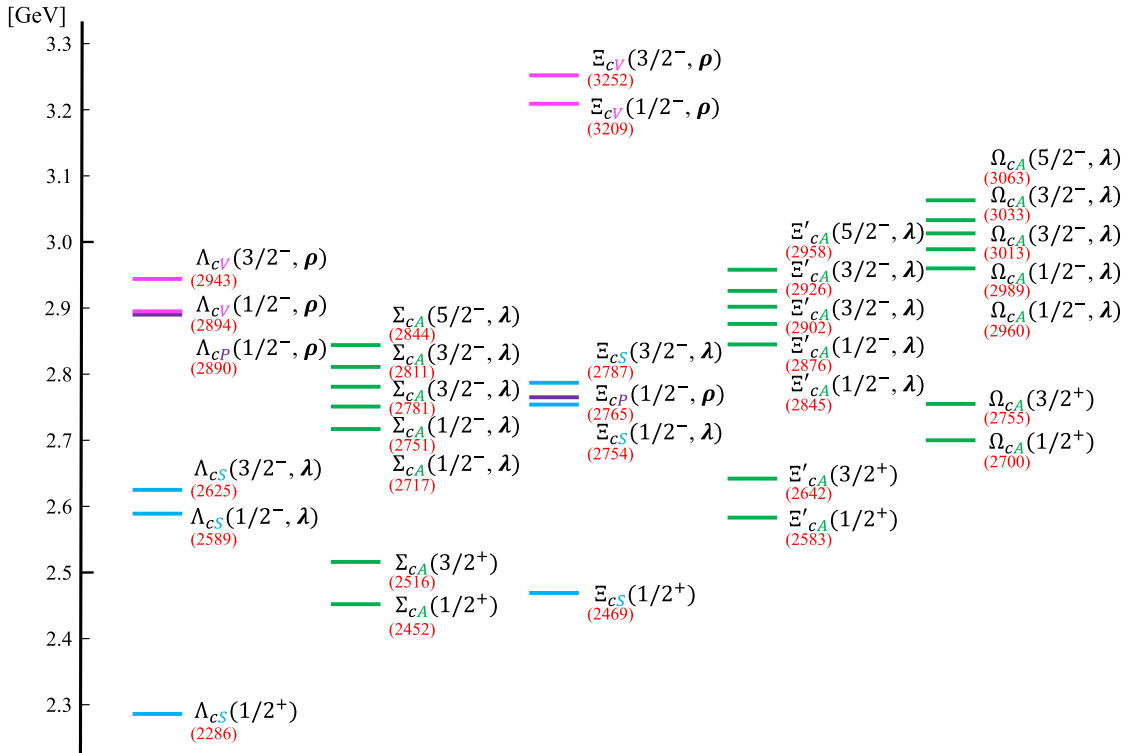 [GeV]
3.3
3.2
3.1
3.0
2.9
2.8
2.7
2.6
2.5
2.4
2.3
Λ_cV(3/2⁻, ρ)
(2943)
Λ_cV(1/2⁻, ρ)
(2894)
Λ_cP(1/2⁻, ρ)
(2890)
Λ_cS(3/2⁻, λ)
(2625)
Λ_cS(1/2⁻, λ)
(2589)
Λ_cS(1/2⁺)
(2286)
Σ_cA(5/2⁻, λ)
(2844)
Σ_cA(3/2⁻, λ)
(2811)
Σ_cA(3/2⁻, λ)
(2781)
Σ_cA(1/2⁻, λ)
(2751)
Σ_cA(1/2⁻, λ)
(2717)
Σ_cA(3/2⁺)
(2516)
Σ_cA(1/2⁺)
(2452)
Ξ_cV(3/2⁻, ρ)
(3252)
Ξ_cV(1/2⁻, ρ)
(3209)
Ξ_cS(3/2⁻, λ)
(2787)
Ξ_cP(1/2⁻, ρ)
(2765)
Ξ_cS(1/2⁻, λ)
(2754)
Ξ_cS(1/2⁺)
(2469)
Ξ′_cA(5/2⁻, λ)
(2958)
Ξ′_cA(3/2⁻, λ)
(2926)
Ξ′_cA(3/2⁻, λ)
(2902)
Ξ′_cA(1/2⁻, λ)
(2876)
Ξ′_cA(1/2⁻, λ)
(2845)
Ξ′_cA(3/2⁺)
(2642)
Ξ′_cA(1/2⁺)
(2583)
Ω_cA(5/2⁻, λ)
(3063)
Ω_cA(3/2⁻, λ)
(3033)
Ω_cA(3/2⁻, λ)
(3013)
Ω_cA(1/2⁻, λ)
(2989)
Ω_cA(1/2⁻, λ)
(2960)
Ω_cA(3/2⁺)
(2755)
Ω_cA(1/2⁺)
(2700)